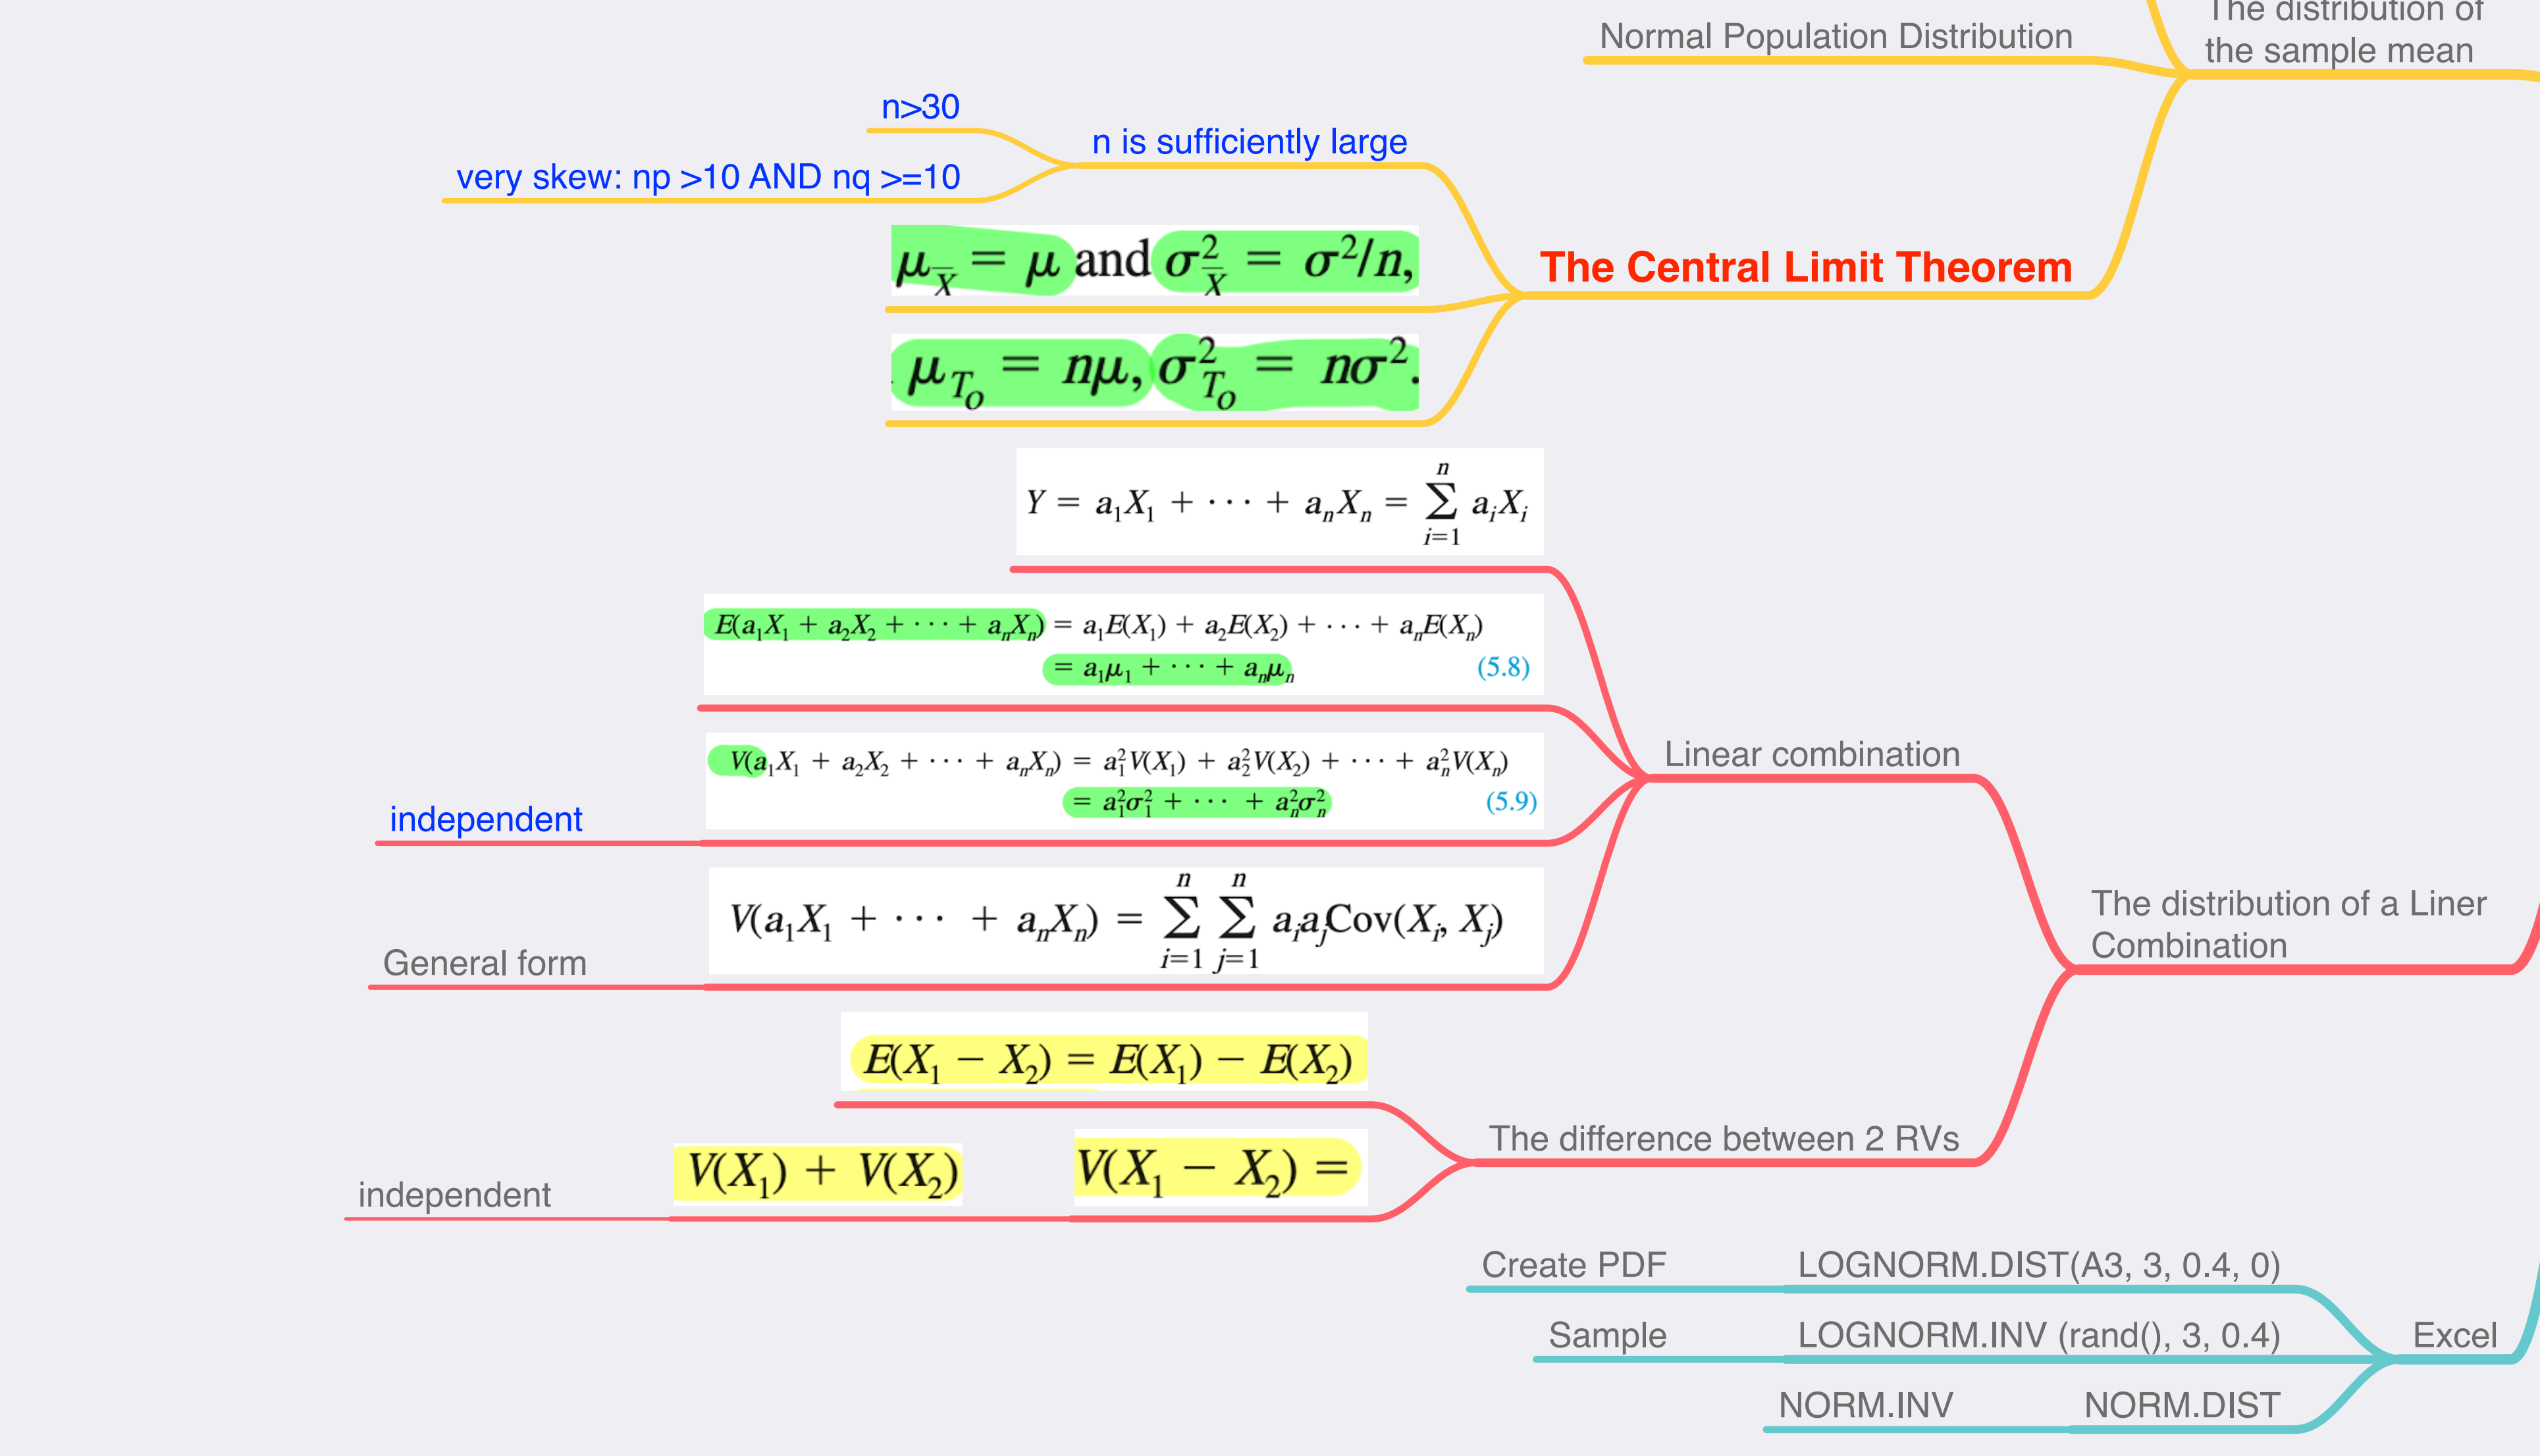 The distribution of
the sample mean
Normal Population Distribution
n>30
n is sufficiently large
very skew: np >10 AND nq >=10
μ_X̄ = μ and σ²_X̄ = σ²/n,
The Central Limit Theorem
. μ_{T_O} = nμ, σ²_{T_O} = nσ².
Y = a₁X₁ + · · · + aₙXₙ = ∑_{i=1}^{n} aᵢXᵢ
E(a₁X₁ + a₂X₂ + · · · + aₙXₙ) = a₁E(X₁) + a₂E(X₂) + · · · + aₙE(Xₙ)
= a₁μ₁ + · · · + aₙμₙ (5.8)
V(a₁X₁ + a₂X₂ + · · · + aₙXₙ) = a₁²V(X₁) + a₂²V(X₂) + · · · + aₙ²V(Xₙ)
= a₁²σ₁² + · · · + aₙ²σₙ² (5.9)
Linear combination
independent
V(a₁X₁ + · · · + aₙXₙ) = ∑_{i=1}^{n} ∑_{j=1}^{n} aᵢaⱼCov(Xᵢ, Xⱼ)
General form
The distribution of a Liner
Combination
E(X₁ − X₂) = E(X₁) − E(X₂)
The difference between 2 RVs
V(X₁) + V(X₂) V(X₁ − X₂) =
independent
Create PDF LOGNORM.DIST(A3, 3, 0.4, 0)
Sample LOGNORM.INV (rand(), 3, 0.4) Excel
NORM.INV NORM.DIST